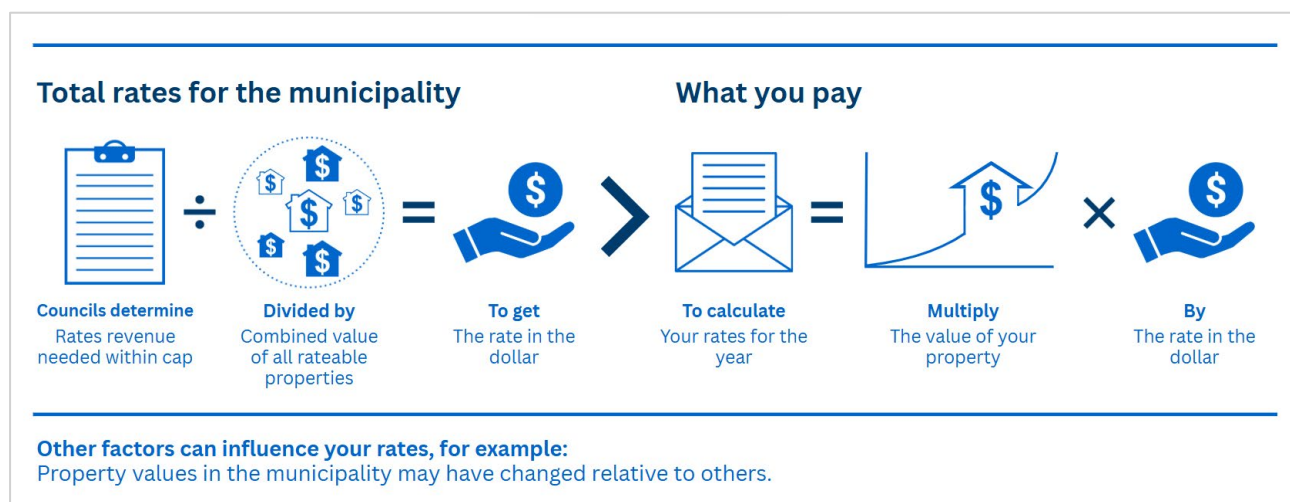 Total rates for the municipality
What you pay
÷
=
$
>
=
$
×
$
Councils determine
Rates revenue
needed within cap
Divided by
Combined value
of all rateable
properties
To get
The rate in the
dollar
To calculate
Your rates for the
year
Multiply
The value of your
property
By
The rate in the
dollar
Other factors can influence your rates, for example:
Property values in the municipality may have changed relative to others.